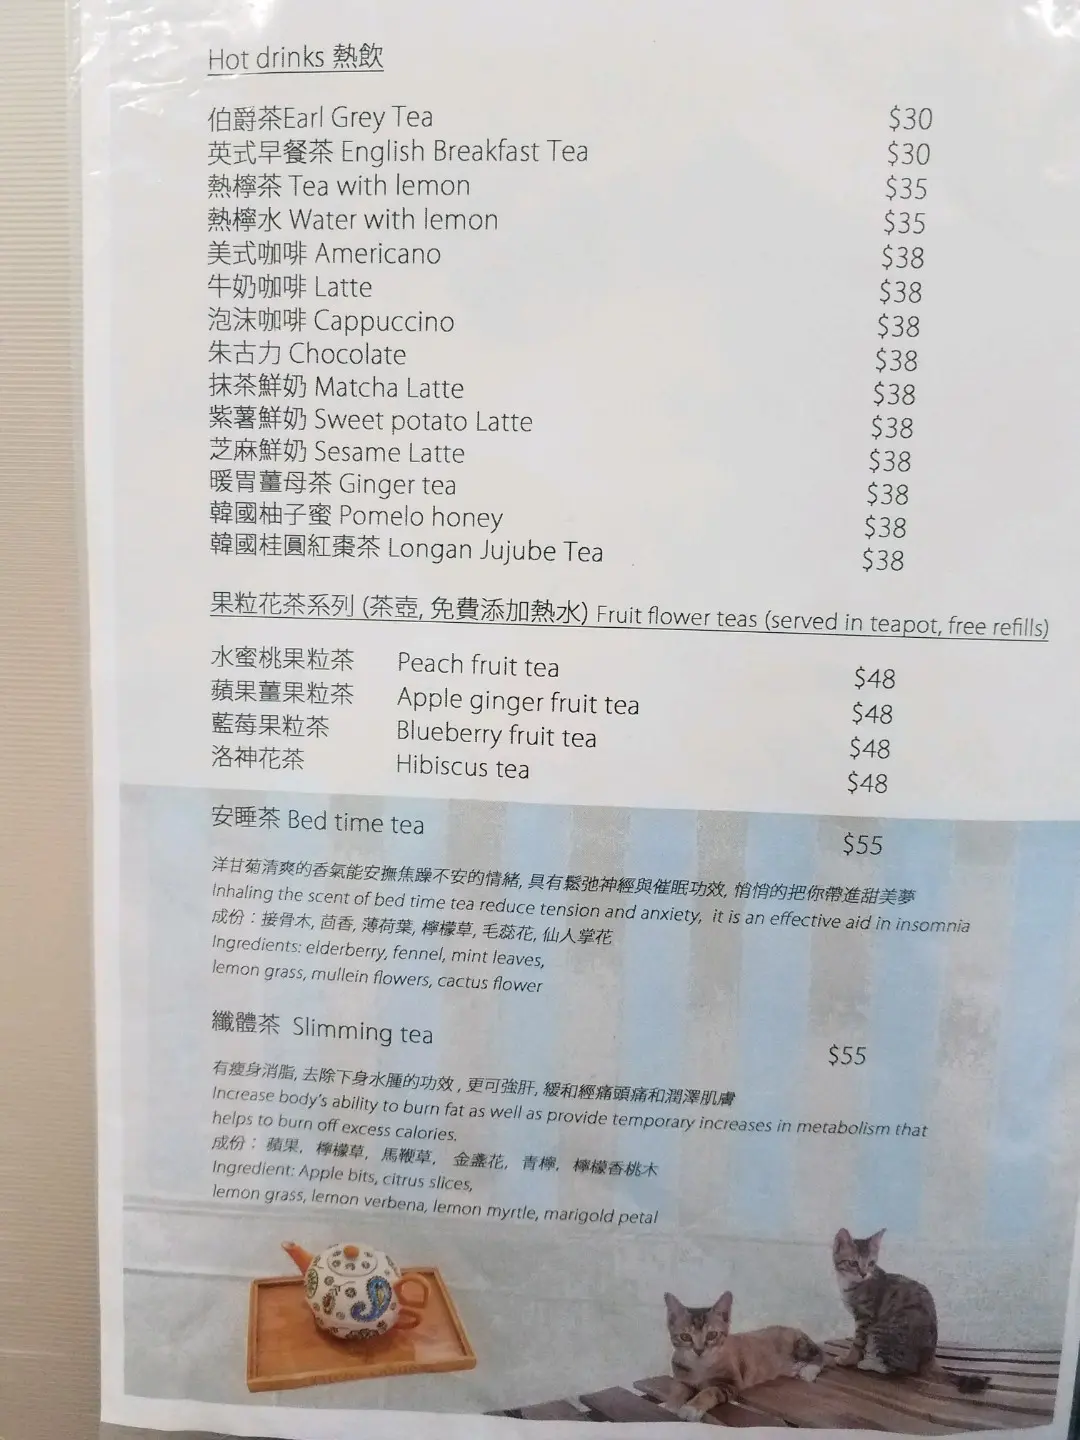 Hot drinks 熱飲
伯爵茶Earl Grey Tea $30
英式早餐茶 English Breakfast Tea $30
熱檸茶 Tea with lemon $35
熱檸水 Water with lemon $35
美式咖啡 Americano $38
牛奶咖啡 Latte $38
泡沫咖啡 Cappuccino $38
朱古力 Chocolate $38
抹茶鮮奶 Matcha Latte $38
紫薯鮮奶 Sweet potato Latte $38
芝麻鮮奶 Sesame Latte $38
暖胃薑母茶 Ginger tea $38
韓國柚子蜜 Pomelo honey $38
韓國桂圓紅棗茶 Longan Jujube Tea $38
果粒花茶系列 (茶壺, 免費添加熱水) Fruit flower teas (served in teapot, free refills)
水蜜桃果粒茶 Peach fruit tea $48
蘋果薑果粒茶 Apple ginger fruit tea $48
藍莓果粒茶 Blueberry fruit tea $48
洛神花茶 Hibiscus tea $48
安睡茶 Bed time tea $55
洋甘菊清爽的香氣能安撫焦躁不安的情緒, 具有鬆弛神經與催眠功效, 悄悄的把你帶進甜美夢
Inhaling the scent of bed time tea reduce tension and anxiety, it is an effective aid in insomnia
成份：接骨木, 茴香, 薄荷葉, 檸檬草, 毛蕊花, 仙人掌花
Ingredients: elderberry, fennel, mint leaves,
lemon grass, mullein flowers, cactus flower
纖體茶 Slimming tea $55
有瘦身消脂, 去除下身水腫的功效, 更可強肝, 緩和經痛頭痛和潤澤肌膚
Increase body's ability to burn fat as well as provide temporary increases in metabolism that
helps to burn off excess calories.
成份： 蘋果, 檸檬草, 馬鞭草, 金盞花, 青檸, 檸檬香桃木
Ingredient: Apple bits, citrus slices,
lemon grass, lemon verbena, lemon myrtle, marigold petal